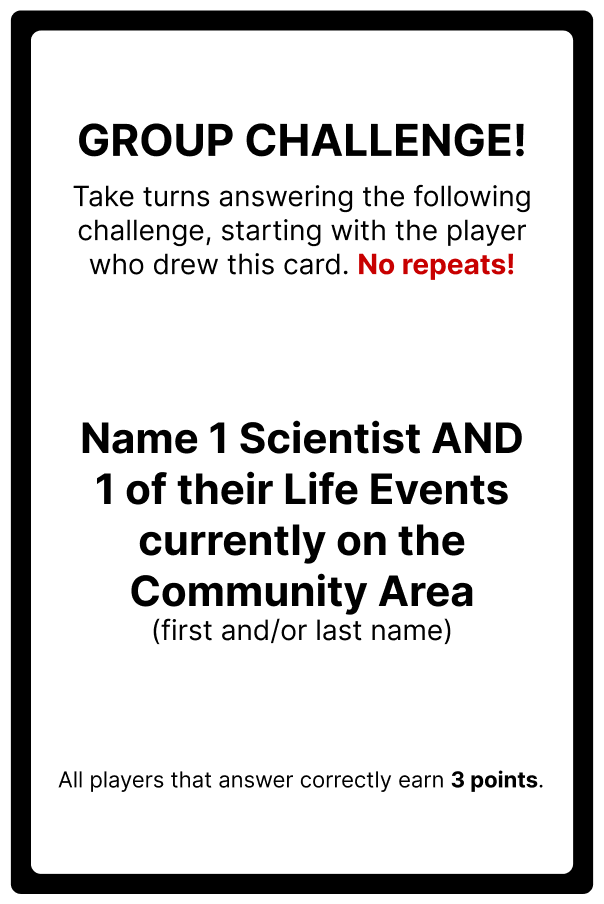 GROUP CHALLENGE!
Take turns answering the following
challenge, starting with the player
who drew this card. No repeats!
Name 1 Scientist AND
1 of their Life Events
currently on the
Community Area
(first and/or last name)
All players that answer correctly earn 3 points.